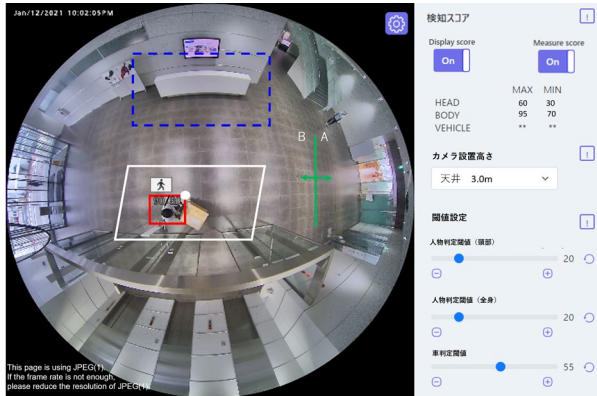 Jan/12/2021 10:02:05PM
B A
This page is using JPEG(1).
If the frame rate is not enough,
please reduce the resolution of JPEG(1).
検知スコア
!
Display score
Measure score
On
On
MAX MIN
HEAD 60 30
BODY 95 70
VEHICLE ** **
カメラ設置高さ
!
天井 3.0m
閾値設定
!
人物判定閾値（頭部）
20
人物判定閾値（全身）
20
車判定閾値
55